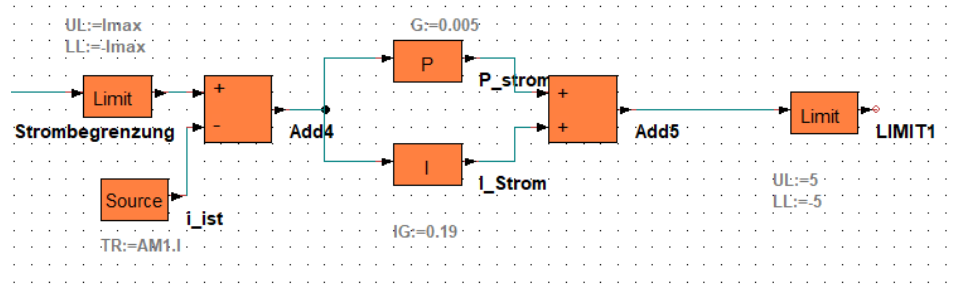 UL:=Imax
LL:=-Imax
G:=0.005
P
P_strom
Limit
+
-
Strombegrenzung
Add4
+
+
Add5
Limit
LIMIT1
I
I_Strom
Source
i_ist
TR:=AM1.I
IG:=0.19
UL:=5
LL:=-5